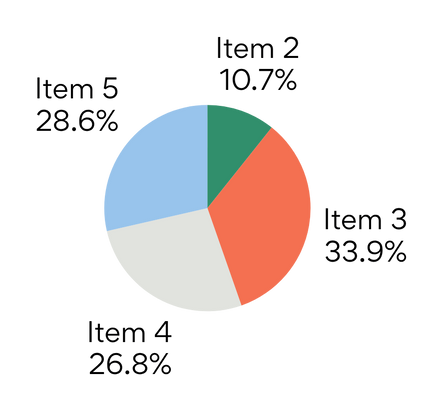 Item 2
10.7%
Item 5
28.6%
Item 3
33.9%
Item 4
26.8%